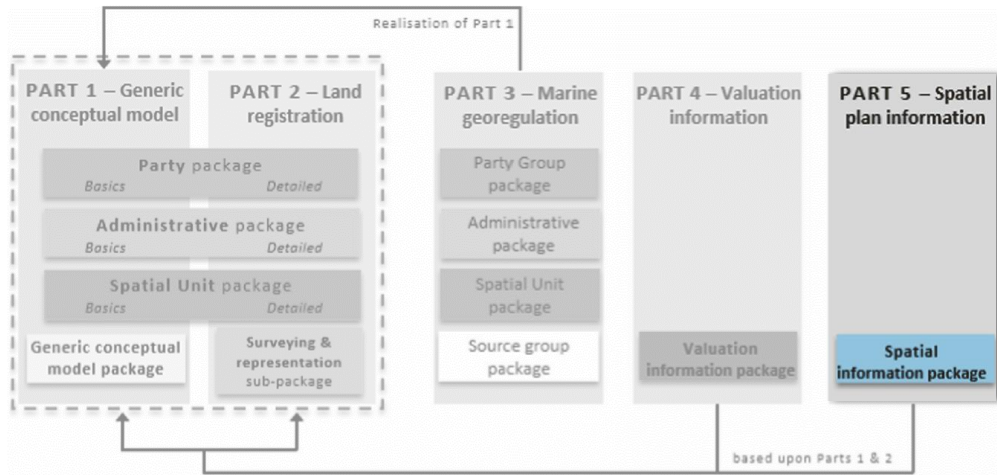 Realisation of Part 1
PART 1 – Generic
conceptual model
PART 2 – Land
registration
PART 3 – Marine
georegulation
PART 4 – Valuation
information
PART 5 – Spatial
plan information
Party package
Basics Detailed
Administrative package
Basics Detailed
Spatial Unit package
Basics Detailed
Generic conceptual
model package
Surveying &
representation
sub-package
Party Group
package
Administrative
package
Spatial Unit
package
Source group
package
Valuation
information package
Spatial
information package
based upon Parts 1 & 2